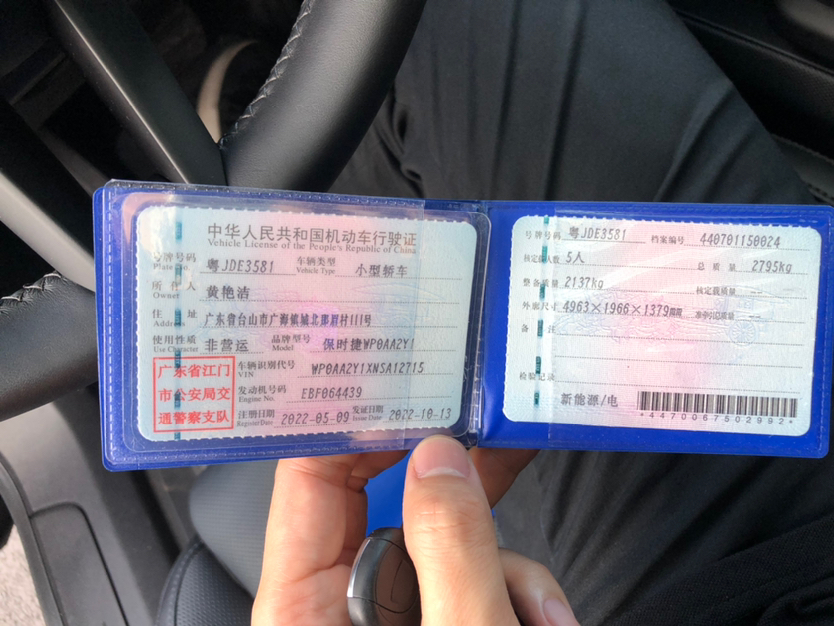 中华人民共和国机动车行驶证
Vehicle License of the People's Republic of China
号牌号码 粤JDE3581 车辆类型 小型轿车
Plate No. Vehicle Type
所有人 黄艳洁
Owner
住址 广东省台山市广海镇城北那居村111号
Address
使用性质 非营运 品牌型号 保时捷WP0AA2Y1
Use Character Model
广东省江门
市公安局交
通警察支队
车辆识别代号 WP0AA2Y1XNSA12715
VIN
发动机号码 EBF064439
Engine No.
注册日期 2022-05-09 发证日期 2022-10-13
Register Date Issue Date
号牌号码 粤JDE3581 档案编号 440701150024
核定载人数 5人 总质量 2795kg
整备质量 2137kg 核定载质量 --
外廓尺寸 4963×1966×1379mm 准牵引总质量 --
备注
检验记录
新能源/电
*4470067502992*